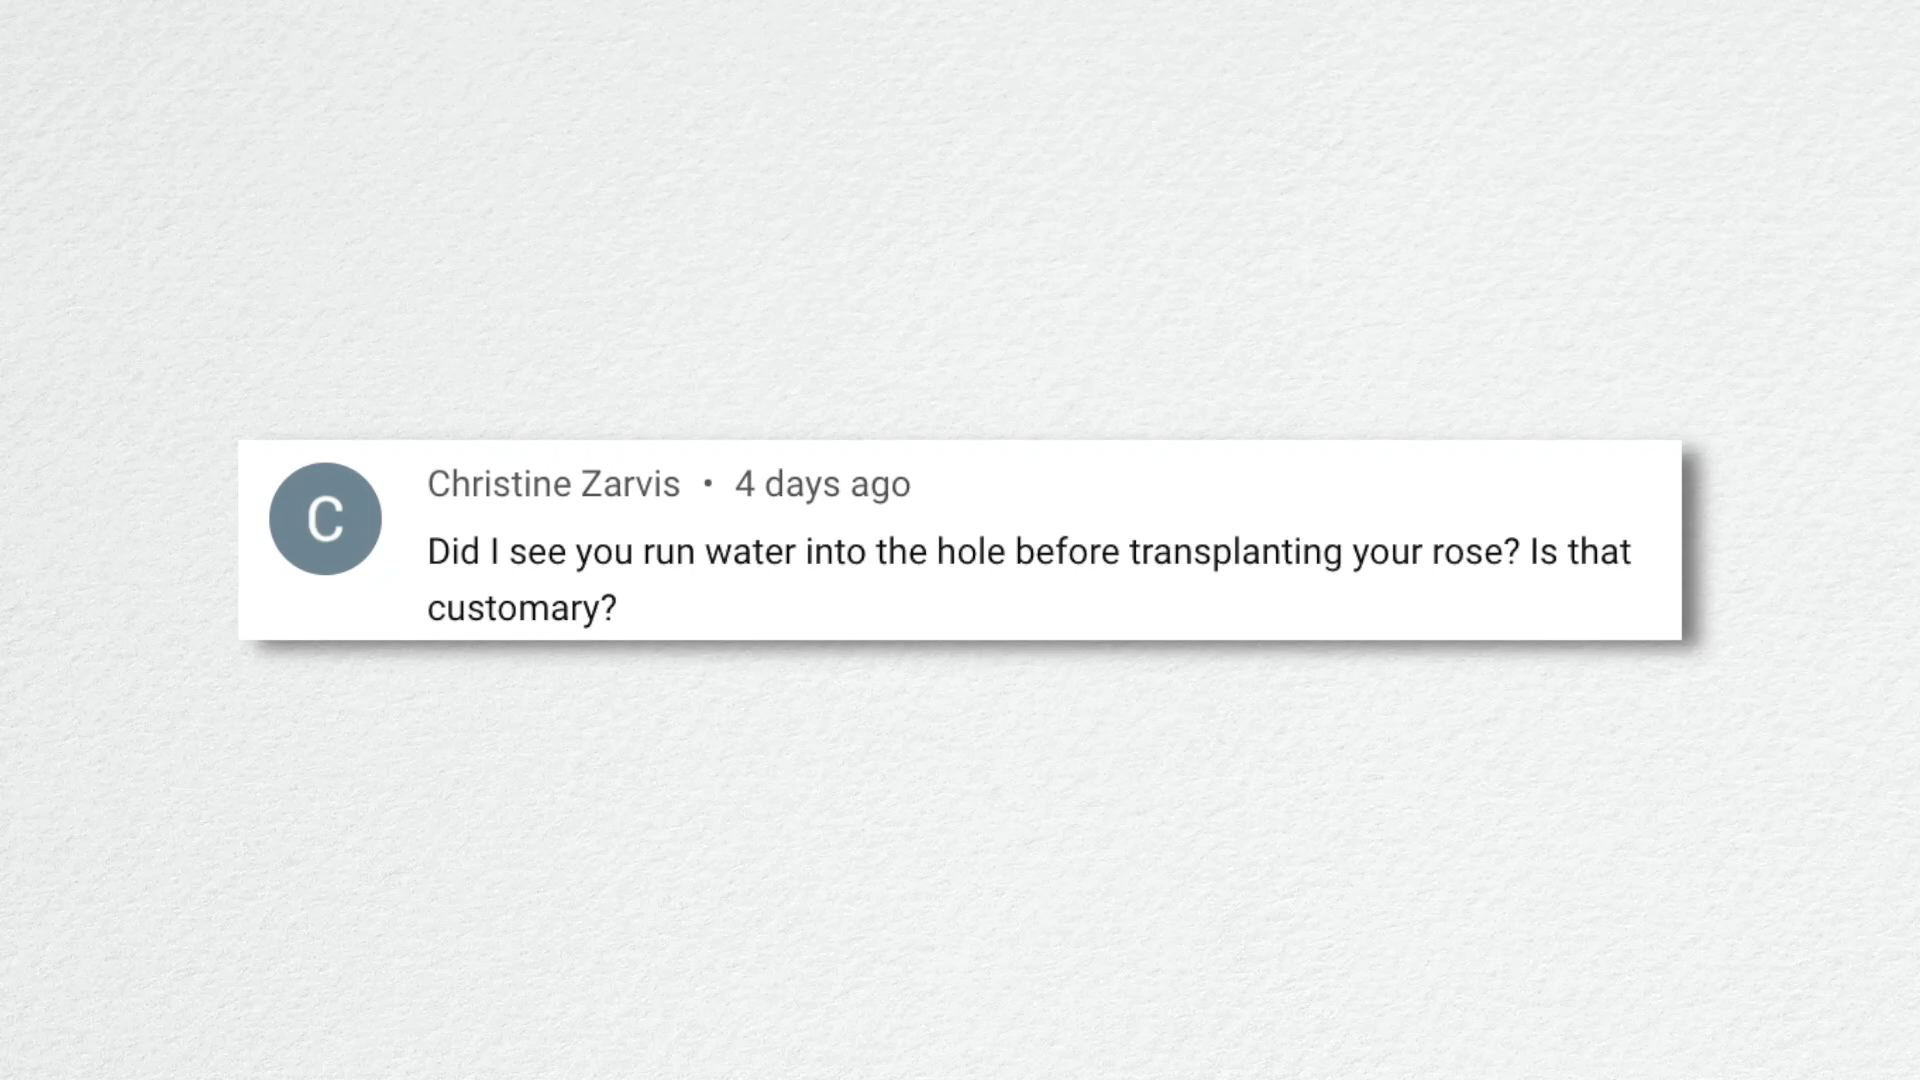 C
Christine Zarvis • 4 days ago
Did I see you run water into the hole before transplanting your rose? Is that
customary?